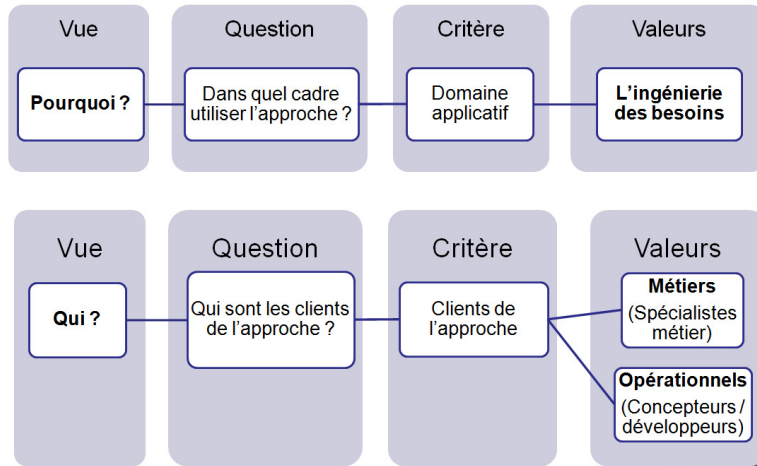 Vue
Question
Critère
Valeurs
Pourquoi ?
Dans quel cadre
utiliser l'approche ?
Domaine
applicatif
L'ingénierie
des besoins
Vue
Question
Critère
Valeurs
Qui ?
Qui sont les clients
de l'approche ?
Clients de
l'approche
Métiers
(Spécialistes
métier)
Opérationnels
(Concepteurs /
développeurs)